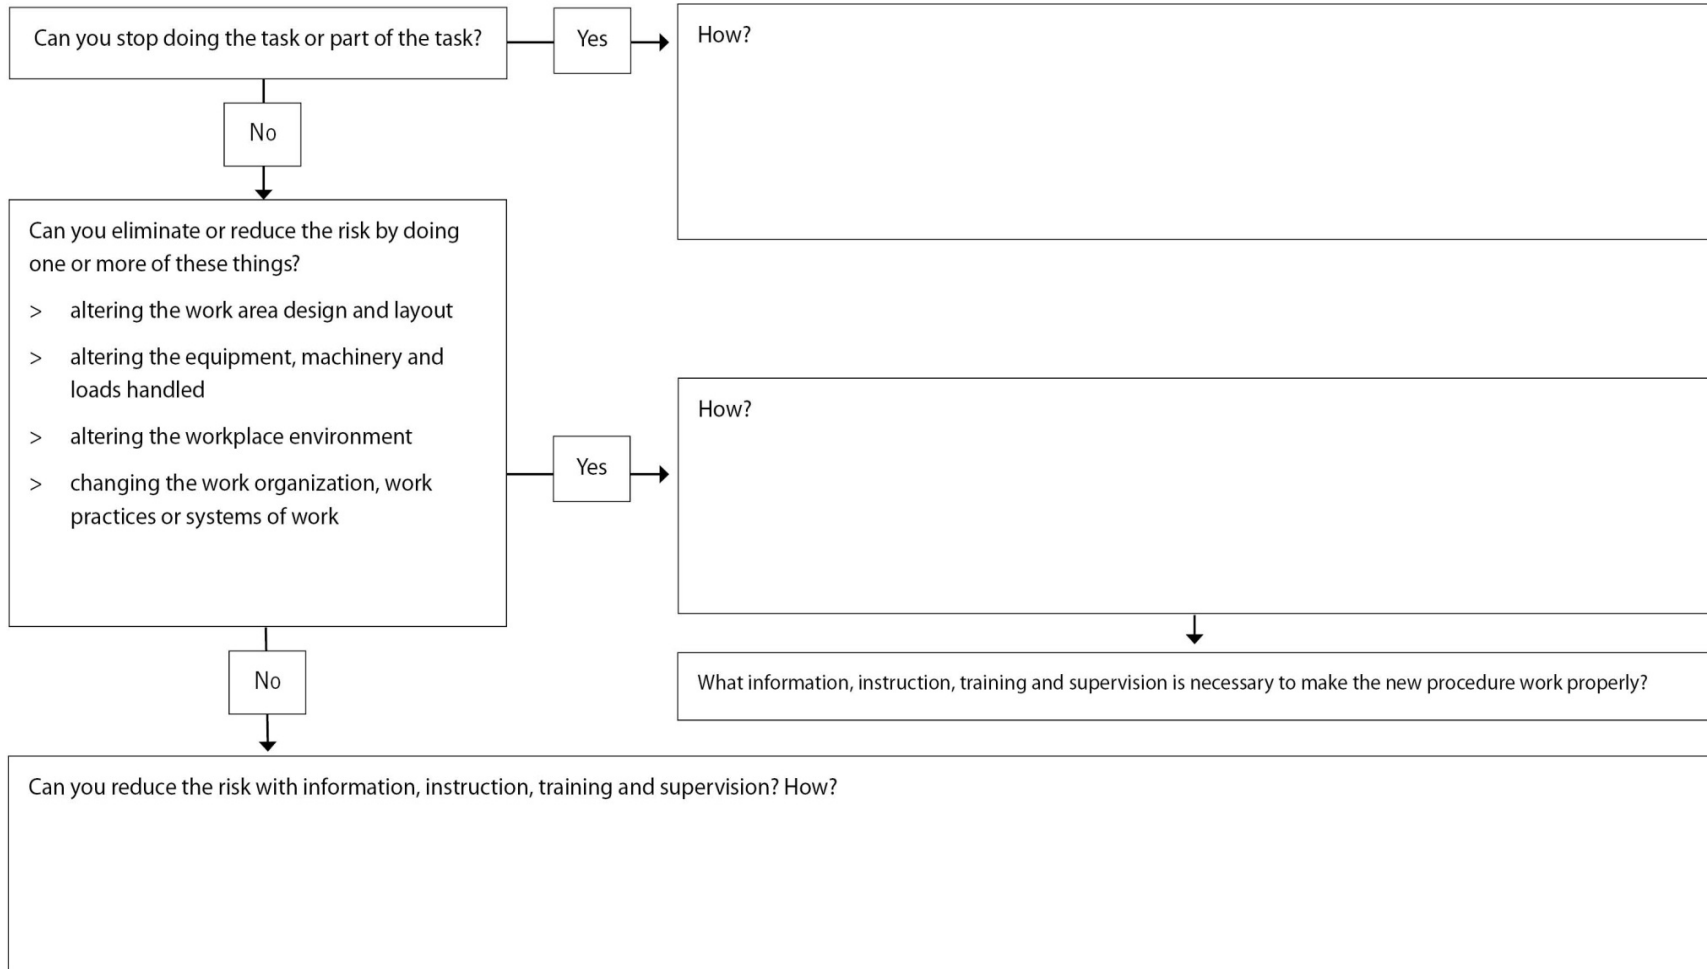 Can you stop doing the task or part of the task?
Yes
How?
No
Can you eliminate or reduce the risk by doing
one or more of these things?
> altering the work area design and layout
> altering the equipment, machinery and
loads handled
> altering the workplace environment
> changing the work organization, work
practices or systems of work
Yes
How?
What information, instruction, training and supervision is necessary to make the new procedure work properly?
No
Can you reduce the risk with information, instruction, training and supervision? How?